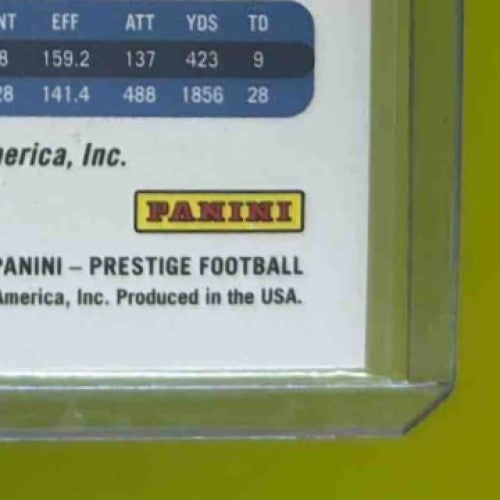 NT EFF ATT YDS TD
8 159.2 137 423 9
28 141.4 488 1856 28
merica, Inc.
PANINI
PANINI – PRESTIGE FOOTBALL
America, Inc. Produced in the USA.